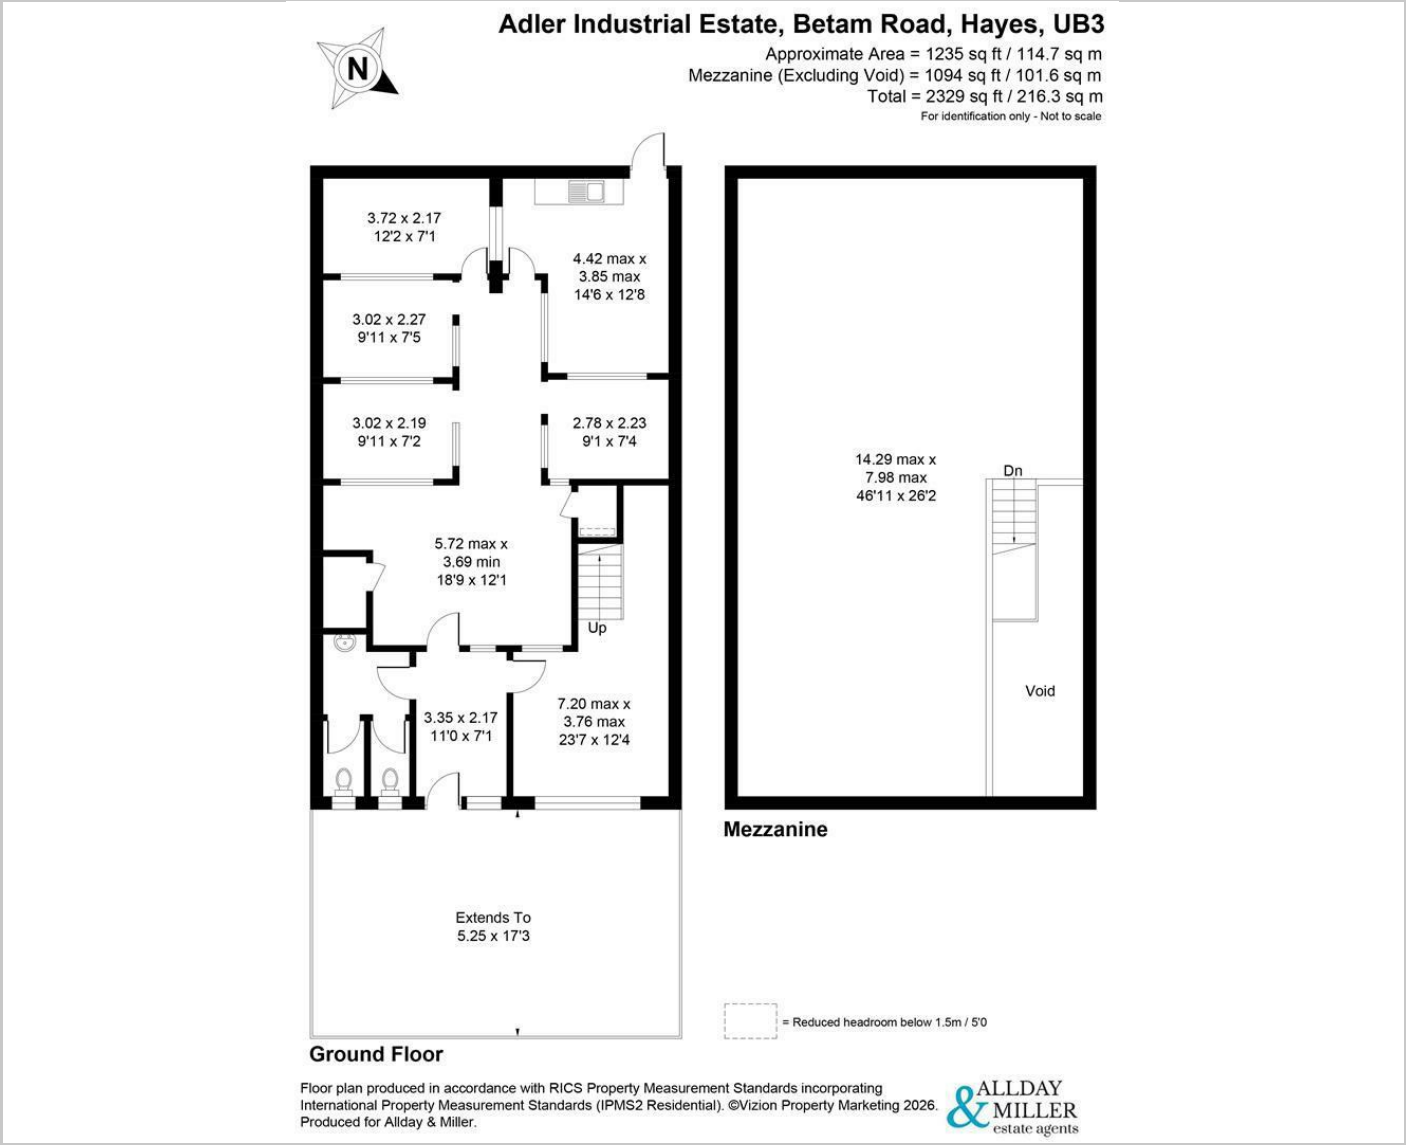 Adler Industrial Estate, Betam Road, Hayes, UB3
Approximate Area = 1235 sq ft / 114.7 sq m
Mezzanine (Excluding Void) = 1094 sq ft / 101.6 sq m
Total = 2329 sq ft / 216.3 sq m
For identification only - Not to scale
N
3.72 x 2.17
12'2 x 7'1
4.42 max x
3.85 max
14'6 x 12'8
3.02 x 2.27
9'11 x 7'5
3.02 x 2.19
9'11 x 7'2
2.78 x 2.23
9'1 x 7'4
5.72 max x
3.69 min
18'9 x 12'1
Up
3.35 x 2.17
11'0 x 7'1
7.20 max x
3.76 max
23'7 x 12'4
Extends To
5.25 x 17'3
Ground Floor
14.29 max x
7.98 max
46'11 x 26'2
Dn
Void
Mezzanine
= Reduced headroom below 1.5m / 5'0
Floor plan produced in accordance with RICS Property Measurement Standards incorporating
International Property Measurement Standards (IPMS2 Residential). ©Vizion Property Marketing 2026.
Produced for Allday & Miller.
ALLDAY
& MILLER
estate agents